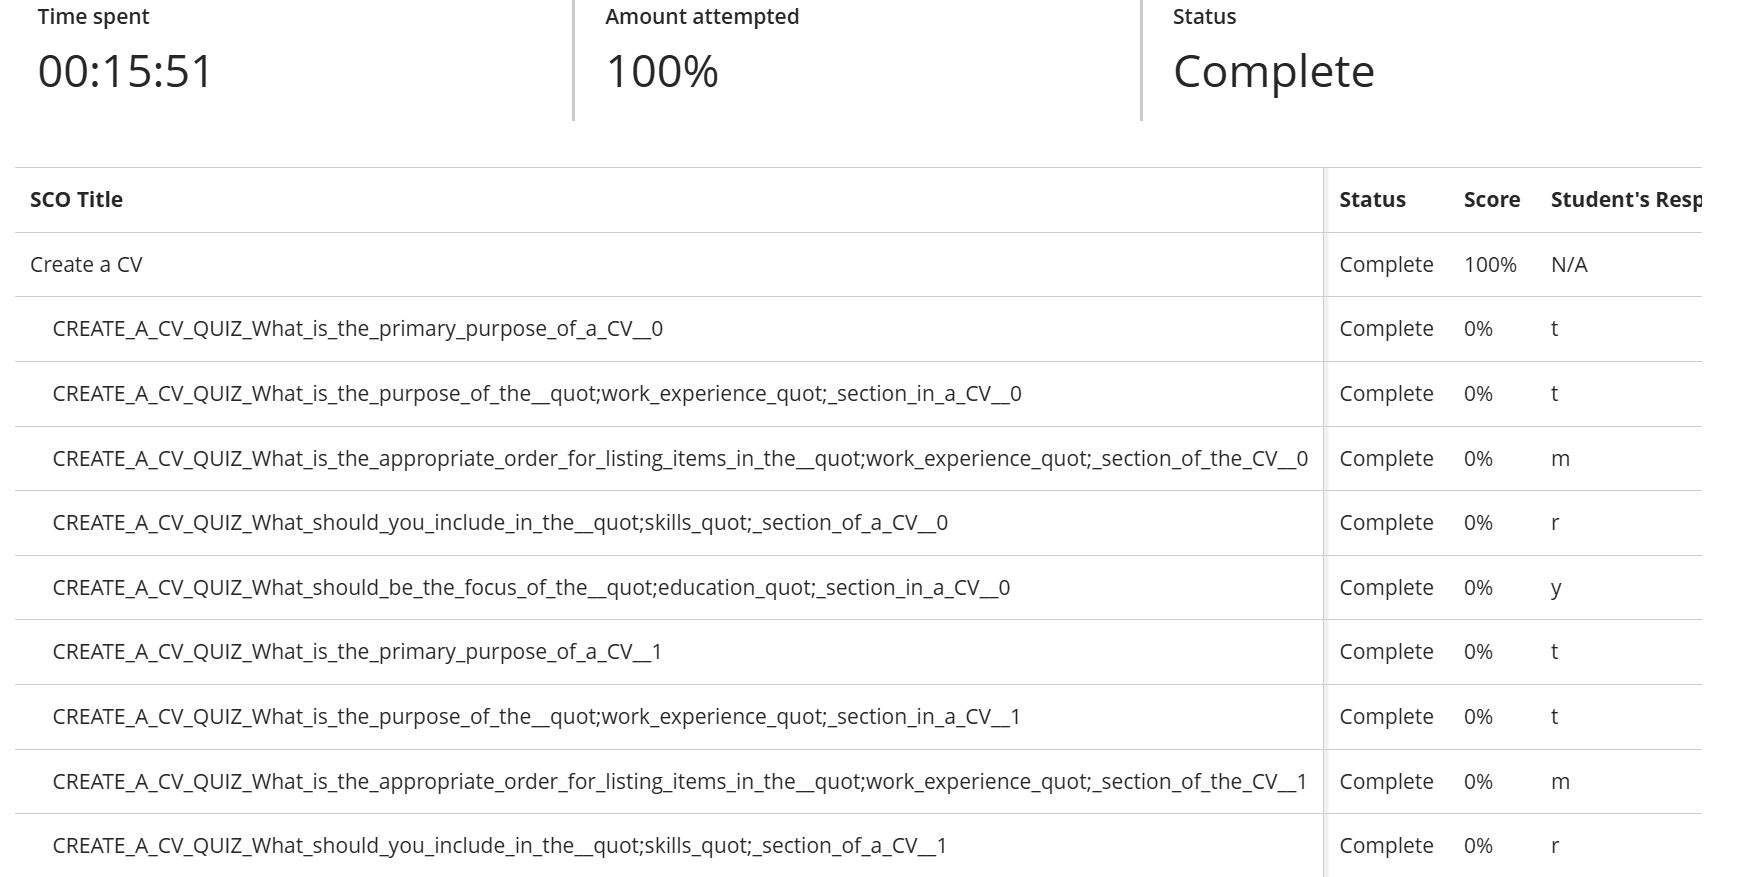 Time spent
Amount attempted
Status
00:15:51
100%
Complete
SCO Title Status Score Student's Resp
Create a CV Complete 100% N/A
CREATE_A_CV_QUIZ_What_is_the_primary_purpose_of_a_CV__0 Complete 0% t
CREATE_A_CV_QUIZ_What_is_the_purpose_of_the__quot;work_experience_quot;_section_in_a_CV__0 Complete 0% t
CREATE_A_CV_QUIZ_What_is_the_appropriate_order_for_listing_items_in_the__quot;work_experience_quot;_section_of_the_CV__0 Complete 0% m
CREATE_A_CV_QUIZ_What_should_you_include_in_the__quot;skills_quot;_section_of_a_CV__0 Complete 0% r
CREATE_A_CV_QUIZ_What_should_be_the_focus_of_the__quot;education_quot;_section_in_a_CV__0 Complete 0% y
CREATE_A_CV_QUIZ_What_is_the_primary_purpose_of_a_CV__1 Complete 0% t
CREATE_A_CV_QUIZ_What_is_the_purpose_of_the__quot;work_experience_quot;_section_in_a_CV__1 Complete 0% t
CREATE_A_CV_QUIZ_What_is_the_appropriate_order_for_listing_items_in_the__quot;work_experience_quot;_section_of_the_CV__1 Complete 0% m
CREATE_A_CV_QUIZ_What_should_you_include_in_the__quot;skills_quot;_section_of_a_CV__1 Complete 0% r